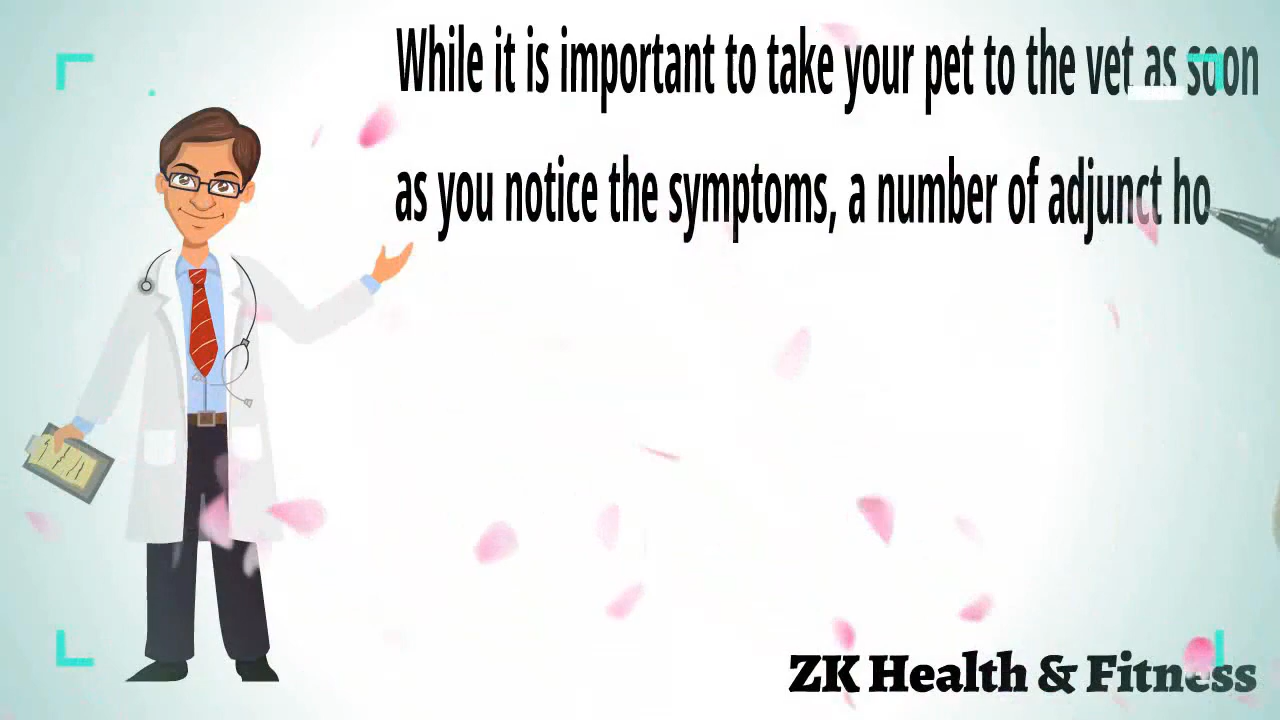 While it is important to take your pet to the vet as soon
as you notice the symptoms, a number of adjunct ho
ZK Health & Fitness